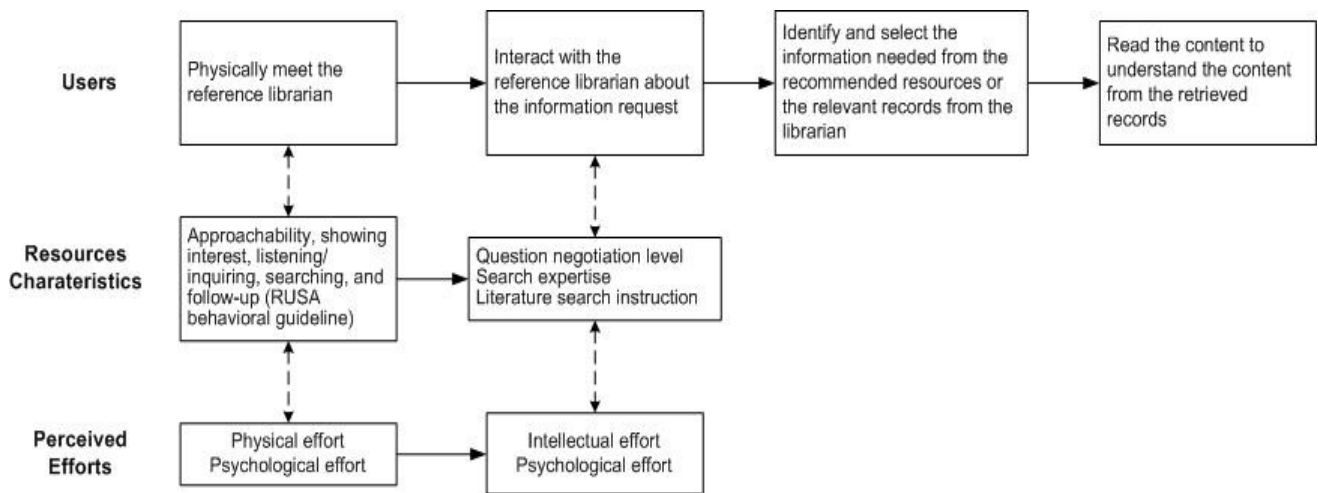 Users
Physically meet the
reference librarian
Interact with the
reference librarian about
the information request
Identify and select the
information needed from the
recommended resources or
the relevant records from the
librarian
Read the content to
understand the content
from the retrieved
records
Resources
Charateristics
Approachability, showing
interest, listening/
inquiring, searching, and
follow-up (RUSA
behavioral guideline)
Question negotiation level
Search expertise
Literature search instruction
Perceived
Efforts
Physical effort
Psychological effort
Intellectual effort
Psychological effort